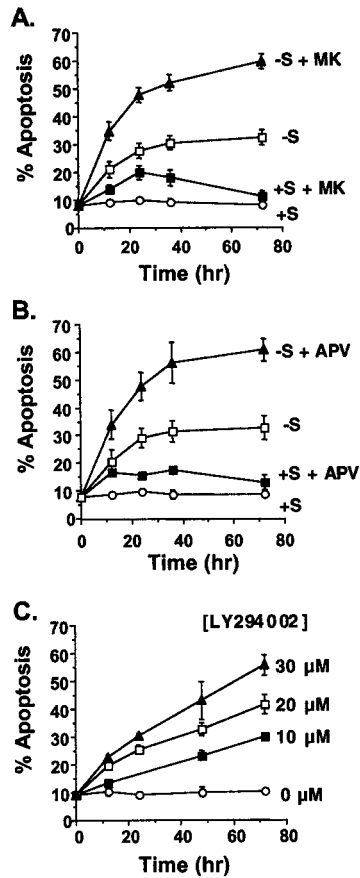 A.
% Apoptosis
70
60
50
40
30
20
10
0
0 20 40 60 80
Time (hr)
-S + MK
-S
+S + MK
+S
B.
% Apoptosis
70
60
50
40
30
20
10
0
0 20 40 60 80
Time (hr)
-S + APV
-S
+S + APV
+S
C.
[LY294002]
% Apoptosis
70
60
50
40
30
20
10
0
0 20 40 60 80
Time (hr)
30 µM
20 µM
10 µM
0 µM